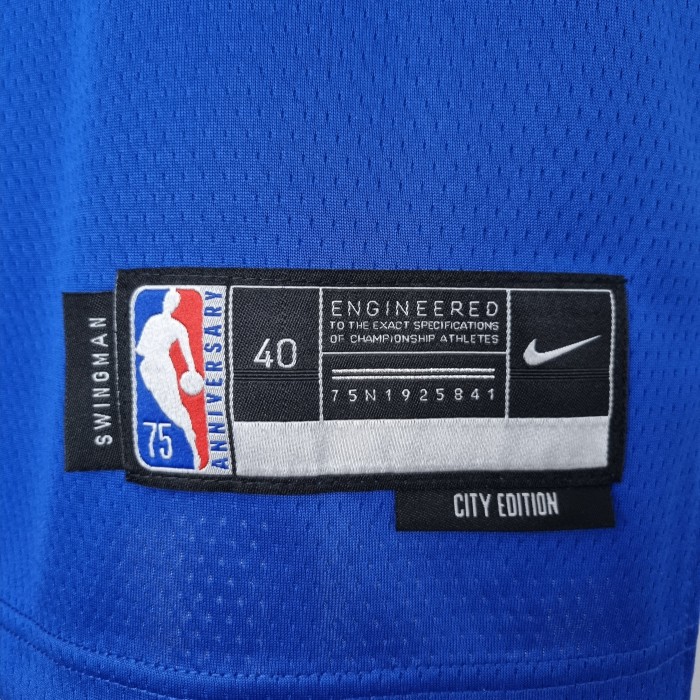 SWINGMAN
75
ANNIVERSARY
40
ENGINEERED
TO THE EXACT SPECIFICATIONS
OF CHAMPIONSHIP ATHLETES
75N1925841
CITY EDITION